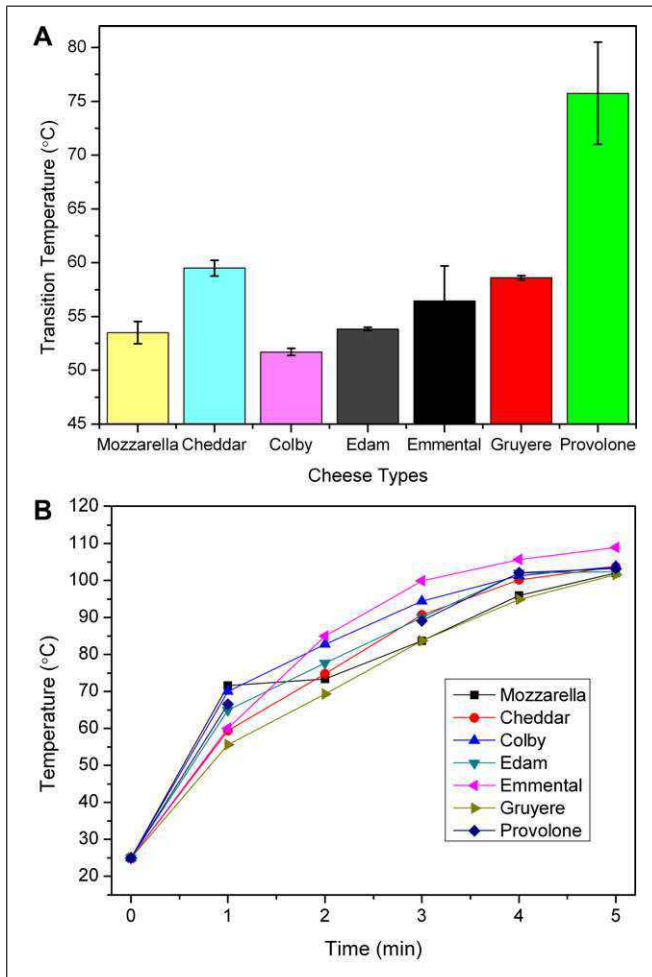 A
Transition Temperature (°C)
80
75
70
65
60
55
50
45
Mozzarella Cheddar Colby Edam Emmental Gruyere Provolone
Cheese Types
B
Temperature (°C)
120
110
100
90
80
70
60
50
40
30
20
Mozzarella
Cheddar
Colby
Edam
Emmental
Gruyere
Provolone
0 1 2 3 4 5
Time (min)